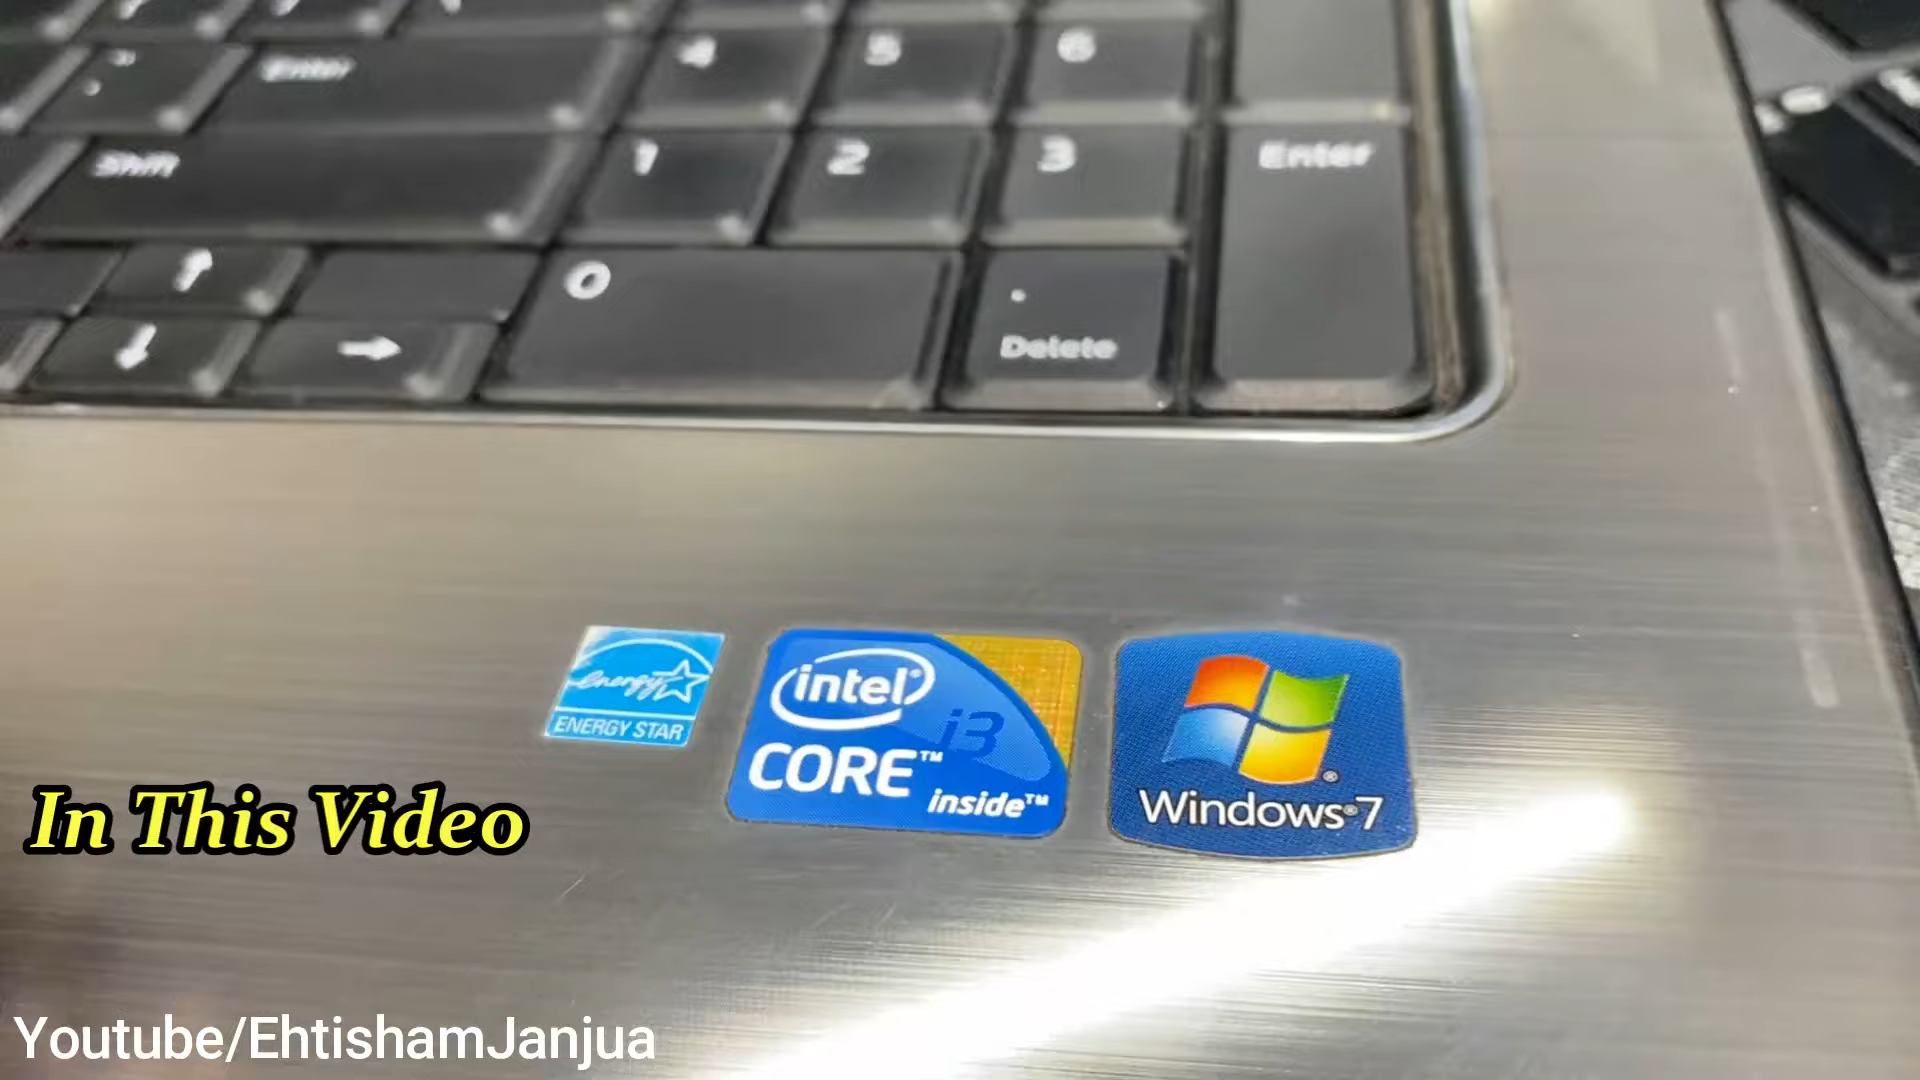 4 5 6
Enter
1 2 3 Enter
Shift
0
.
Delete
energy
ENERGY STAR
intel®
i3
CORE™
inside™
Windows®7
In This Video
Youtube/EhtishamJanjua